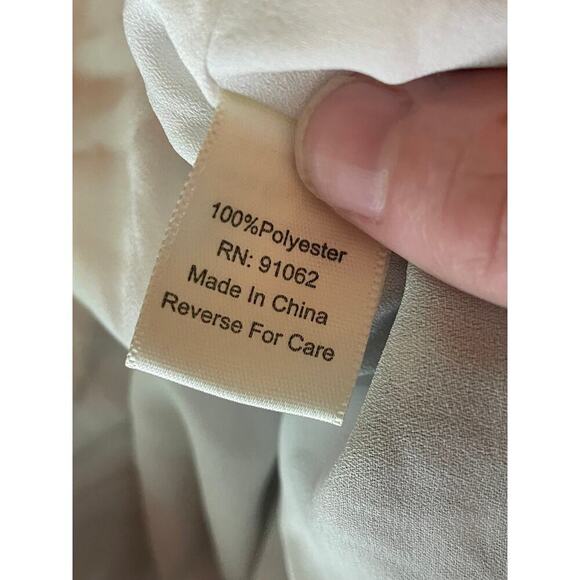 100%Polyester
RN: 91062
Made In China
Reverse For Care